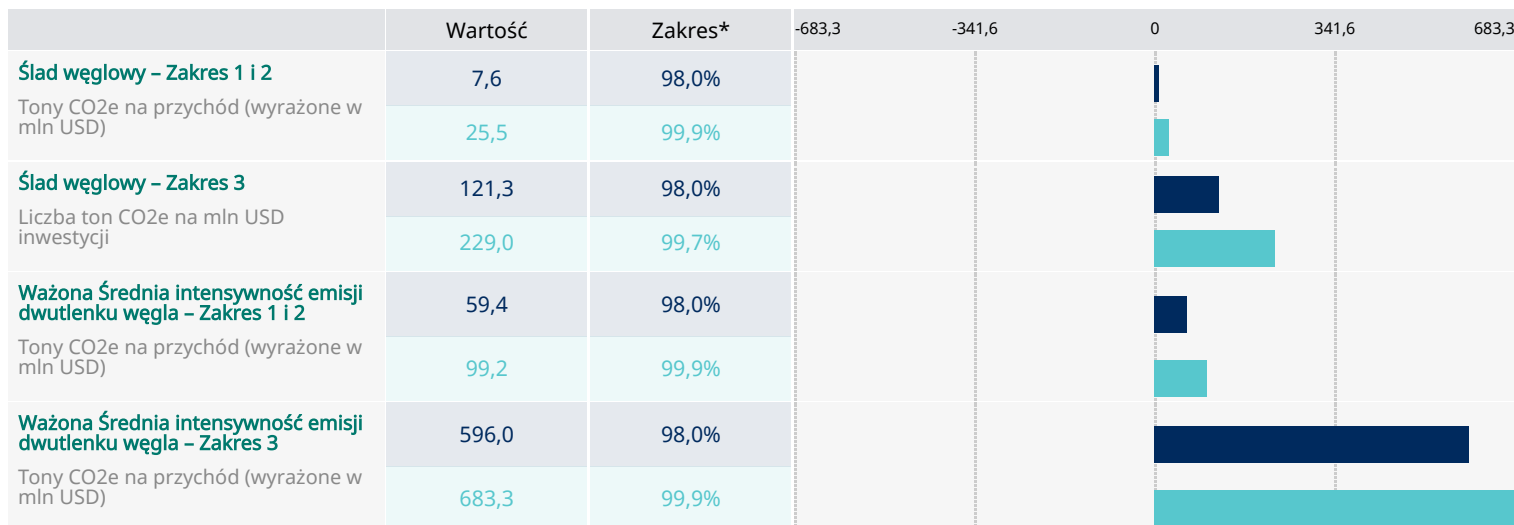 Wartość Zakres* -683,3 -341,6 0 341,6 683,3
Ślad węglowy – Zakres 1 i 2
7,6 98,0%
Tony CO2e na przychód (wyrażone w
mln USD)
25,5 99,9%
Ślad węglowy – Zakres 3
121,3 98,0%
Liczba ton CO2e na mln USD
inwestycji
229,0 99,7%
Ważona Średnia intensywność emisji
dwutlenku węgla – Zakres 1 i 2
59,4 98,0%
Tony CO2e na przychód (wyrażone w
mln USD)
99,2 99,9%
Ważona Średnia intensywność emisji
dwutlenku węgla – Zakres 3
596,0 98,0%
Tony CO2e na przychód (wyrażone w
mln USD)
683,3 99,9%